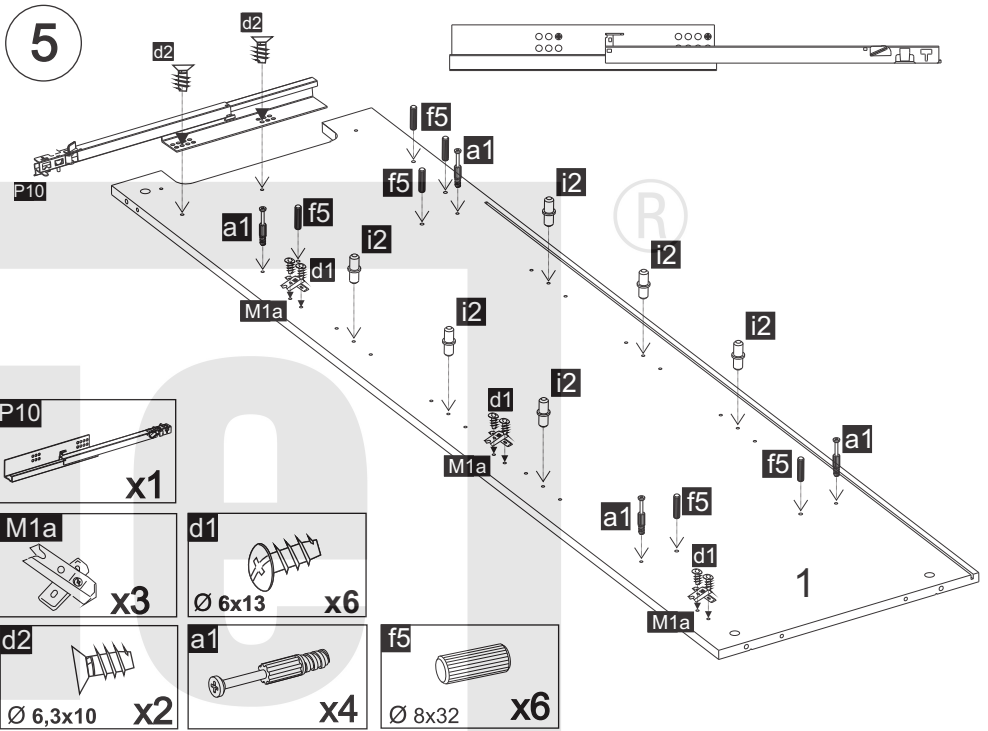 5
d2
d2
P10
f5
a1
f5
i2
a1
f5
i2
d1
i2
M1a
i2
i2
i2
d1
M1a
a1
f5
a1
f5
d1
M1a
1
®
P10
x1
M1a
x3
d1
Ø 6x13 x6
d2
Ø 6,3x10 x2
a1
x4
f5
Ø 8x32 x6